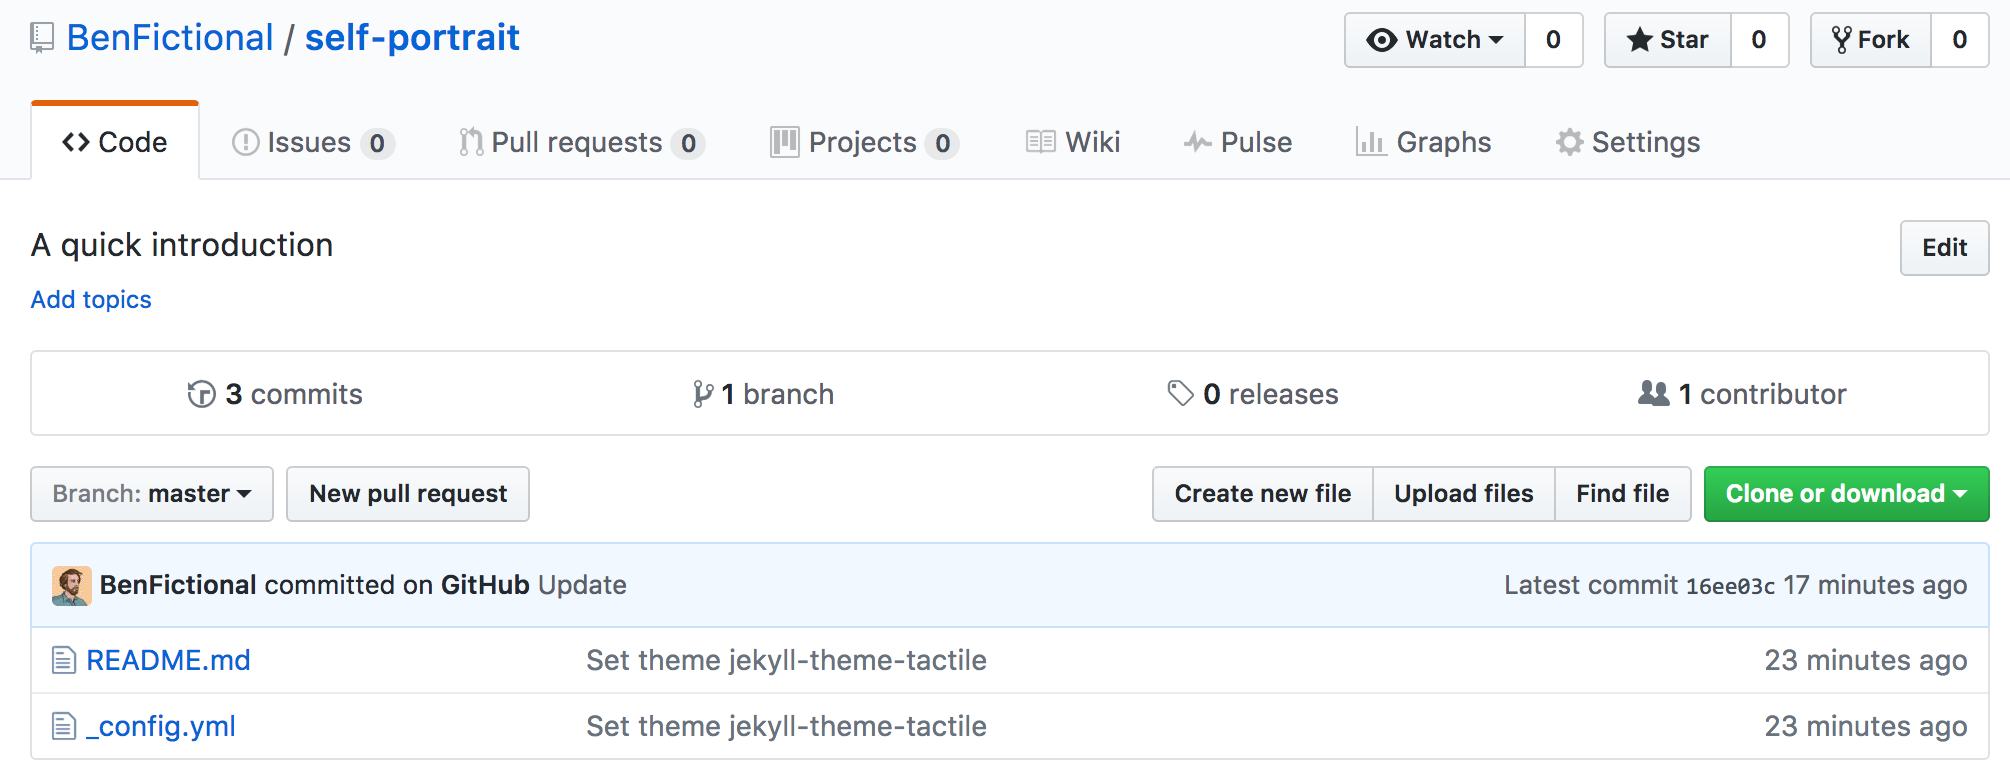 BenFictional / self-portrait
Watch 0 Star 0 Fork 0
Code Issues 0 Pull requests 0 Projects 0 Wiki Pulse Graphs Settings
A quick introduction Edit
Add topics
3 commits 1 branch 0 releases 1 contributor
Branch: master New pull request Create new file Upload files Find file Clone or download
BenFictional committed on GitHub Update Latest commit 16ee03c 17 minutes ago
README.md Set theme jekyll-theme-tactile 23 minutes ago
_config.yml Set theme jekyll-theme-tactile 23 minutes ago